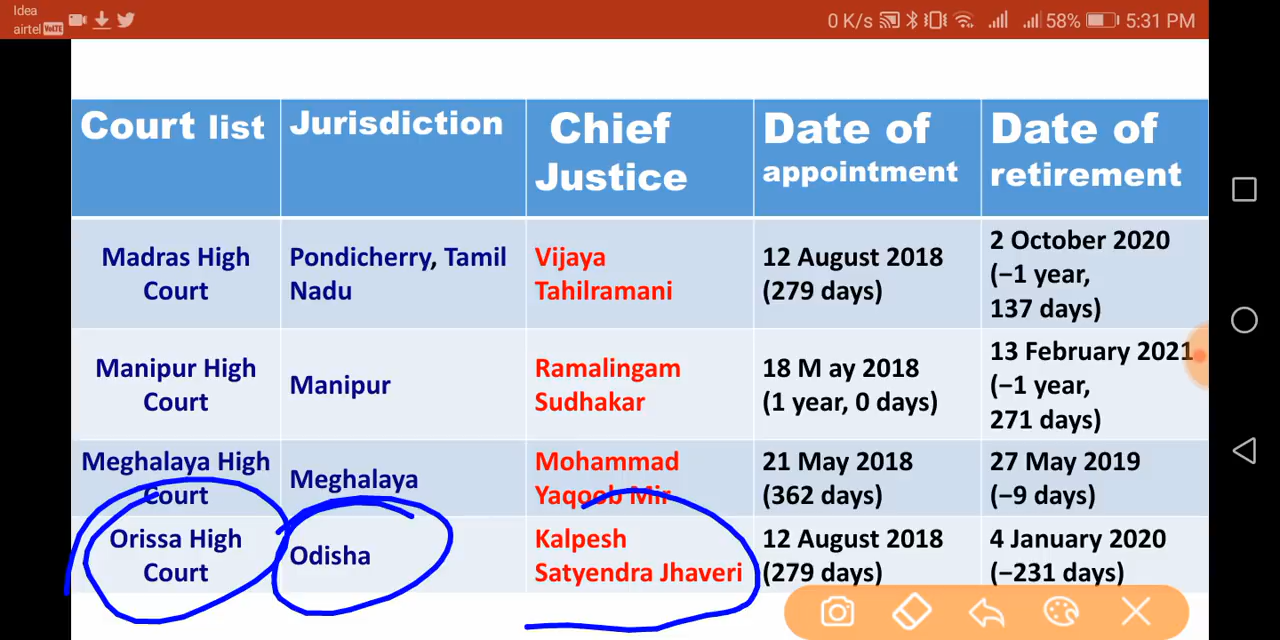 Idea
airtel VoLTE
0 K/s 58% 5:31 PM
Court list
Jurisdiction
Chief
Justice
Date of
appointment
Date of
retirement
Madras High
Court
Pondicherry, Tamil
Nadu
Vijaya
Tahilramani
12 August 2018
(279 days)
2 October 2020
(−1 year,
137 days)
Manipur High
Court
Manipur
Ramalingam
Sudhakar
18 M ay 2018
(1 year, 0 days)
13 February 2021
(−1 year,
271 days)
Meghalaya High
Court
Meghalaya
Mohammad
Yaqoob Mir
21 May 2018
(362 days)
27 May 2019
(−9 days)
Orissa High
Court
Odisha
Kalpesh
Satyendra Jhaveri
12 August 2018
(279 days)
4 January 2020
(−231 days)